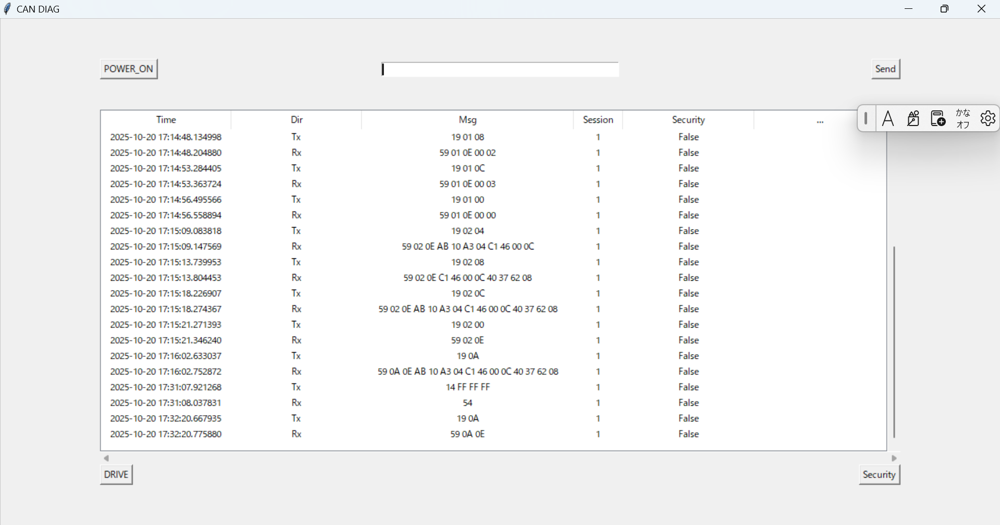 CAN DIAG
POWER_ON
Send
Time Dir Msg Session Security ...
A かな
オフ
2025-10-20 17:14:48.134998 Tx 19 01 08 1 False
2025-10-20 17:14:48.204880 Rx 59 01 0E 00 02 1 False
2025-10-20 17:14:53.284405 Tx 19 01 0C 1 False
2025-10-20 17:14:53.363724 Rx 59 01 0E 00 03 1 False
2025-10-20 17:14:56.495566 Tx 19 01 00 1 False
2025-10-20 17:14:56.558894 Rx 59 01 0E 00 00 1 False
2025-10-20 17:15:09.083818 Tx 19 02 04 1 False
2025-10-20 17:15:09.147569 Rx 59 02 0E AB 10 A3 04 C1 46 00 0C 1 False
2025-10-20 17:15:13.739953 Tx 19 02 08 1 False
2025-10-20 17:15:13.804453 Rx 59 02 0E C1 46 00 0C 40 37 62 08 1 False
2025-10-20 17:15:18.226907 Tx 19 02 0C 1 False
2025-10-20 17:15:18.274367 Rx 59 02 0E AB 10 A3 04 C1 46 00 0C 40 37 62 08 1 False
2025-10-20 17:15:21.271393 Tx 19 02 00 1 False
2025-10-20 17:15:21.346240 Rx 59 02 0E 1 False
2025-10-20 17:16:02.633037 Tx 19 0A 1 False
2025-10-20 17:16:02.752872 Rx 59 0A 0E AB 10 A3 04 C1 46 00 0C 40 37 62 08 1 False
2025-10-20 17:31:07.921268 Tx 14 FF FF FF 1 False
2025-10-20 17:31:08.037831 Rx 54 1 False
2025-10-20 17:32:20.667935 Tx 19 0A 1 False
2025-10-20 17:32:20.775880 Rx 59 0A 0E 1 False
DRIVE
Security